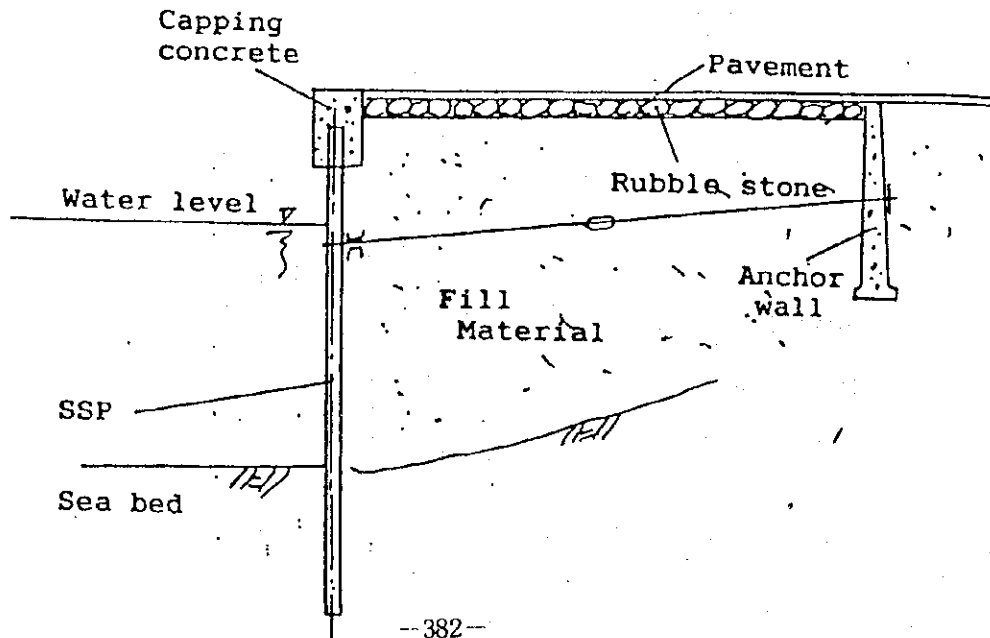 Capping
concrete
Pavement
Water level
Rubble stone
Anchor
wall
Fill
Material
SSP
Sea bed
--382--